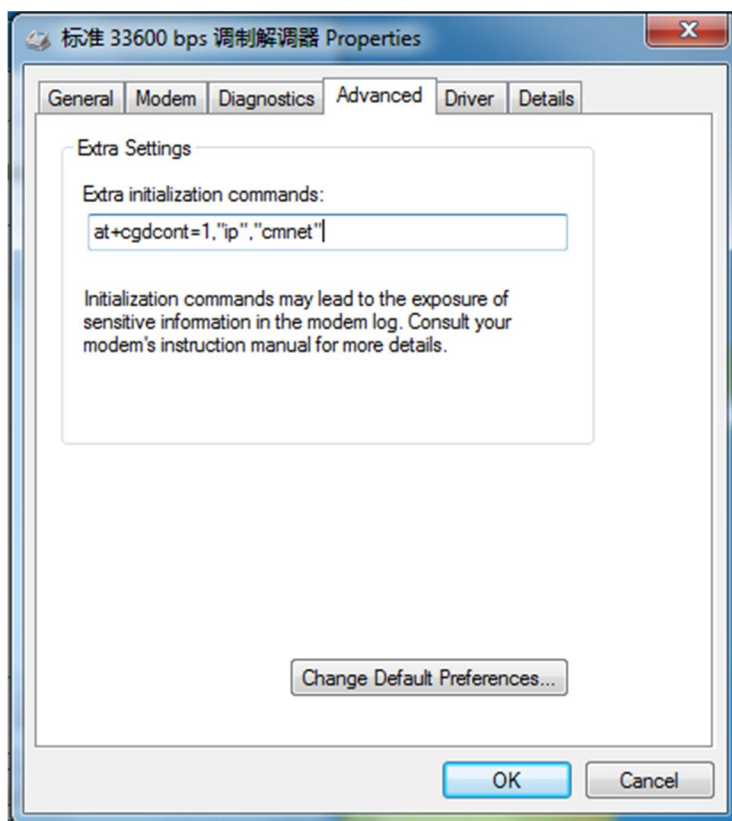 标准 33600 bps 调制解调器 Properties
General Modem Diagnostics Advanced Driver Details
Extra Settings
Extra initialization commands:
at+cgdcont=1,"ip","cmnet"
Initialization commands may lead to the exposure of
sensitive information in the modem log. Consult your
modem's instruction manual for more details.
Change Default Preferences...
OK Cancel